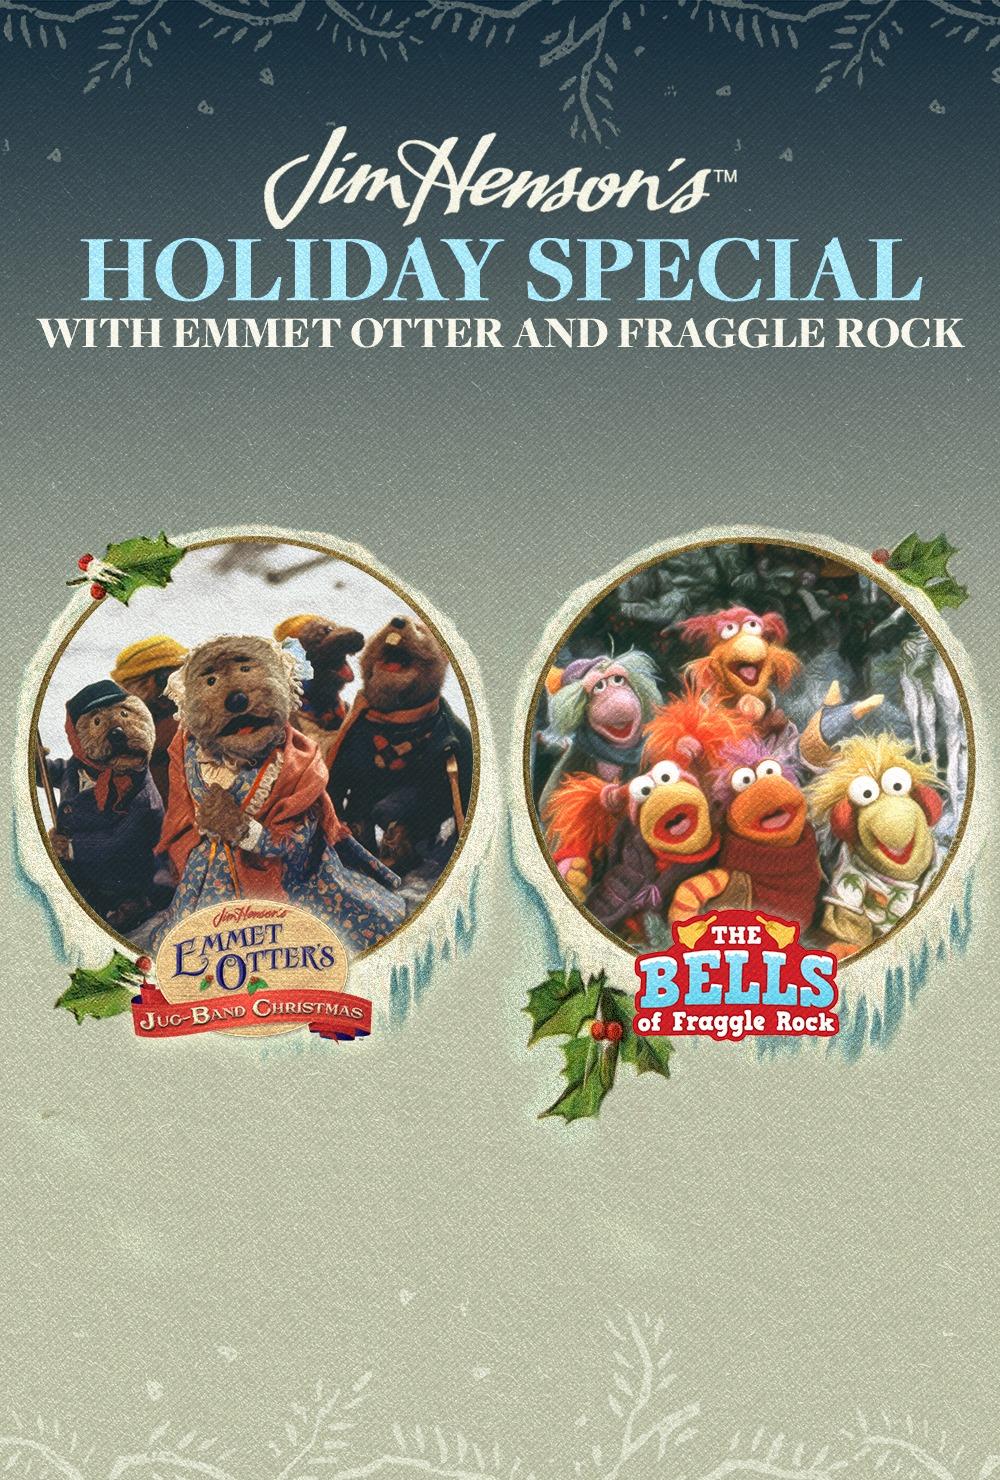 Jim Henson's™
HOLIDAY SPECIAL
WITH EMMET OTTER AND FRAGGLE ROCK
Jim Henson's
EMMET
OTTER'S
JUG-BAND CHRISTMAS
THE
BELLS
of Fraggle Rock